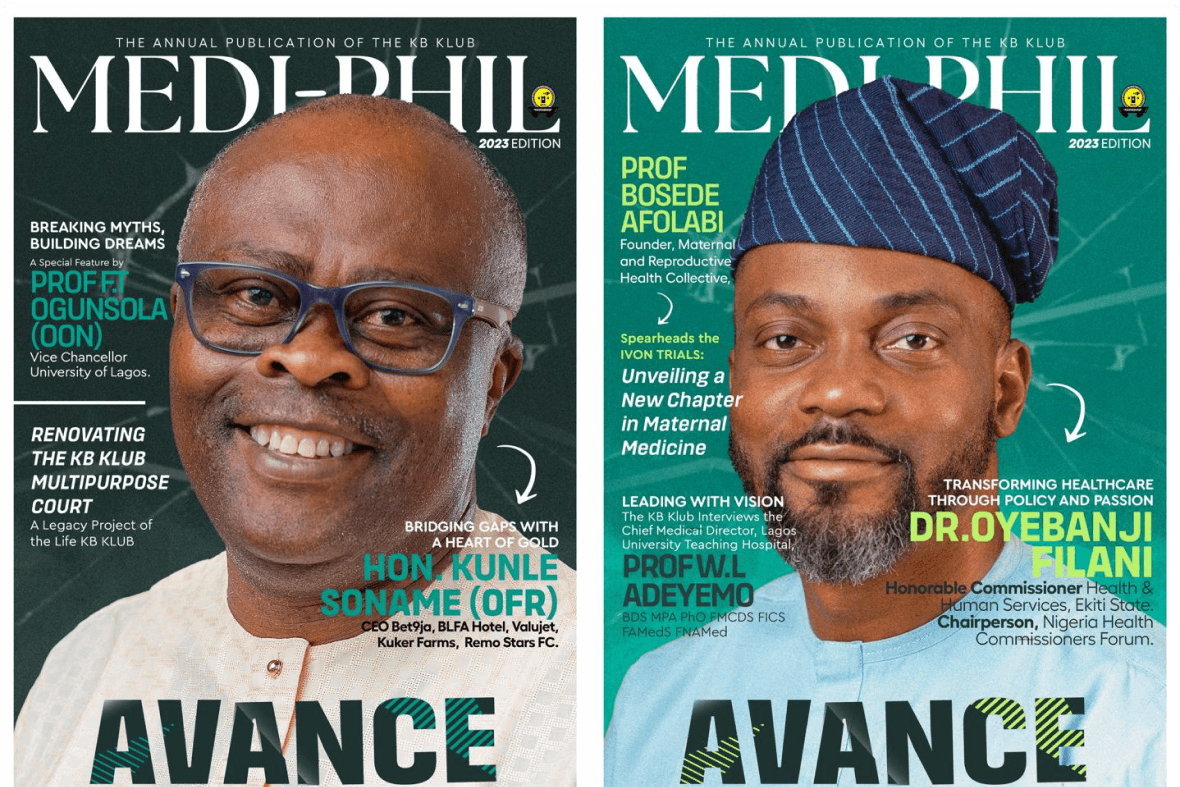 THE ANNUAL PUBLICATION OF THE KB KLUB
MEDI-PHIL
2023 EDITION
BREAKING MYTHS,
BUILDING DREAMS
A Special Feature by
PROF F.T
OGUNSOLA
(OON)
Vice Chancellor
University of Lagos.
RENOVATING
THE KB KLUB
MULTIPURPOSE
COURT
A Legacy Project of
the Life KB KLUB
BRIDGING GAPS WITH
A HEART OF GOLD
HON. KUNLE
SONAME (OFR)
CEO Bet9ja, BLFA Hotel, Valujet,
Kuker Farms, Remo Stars FC.
AVANCE
THE ANNUAL PUBLICATION OF THE KB KLUB
MEDI-PHIL
2023 EDITION
PROF
BOSEDE
AFOLABI
Founder, Maternal
and Reproductive
Health Collective,
Spearheads the
IVON TRIALS:
Unveiling a
New Chapter
in Maternal
Medicine
LEADING WITH VISION
The KB Klub Interviews the
Chief Medical Director, Lagos
University Teaching Hospital,
PROF W.L
ADEYEMO
BDS MPA PhO FMCDS FICS
FAMedS FNAMed
TRANSFORMING HEALTHCARE
THROUGH POLICY AND PASSION
DR.OYEBANJI
FILANI
Honorable Commissioner Health &
Human Services, Ekiti State.
Chairperson, Nigeria Health
Commissioners Forum.
AVANCE